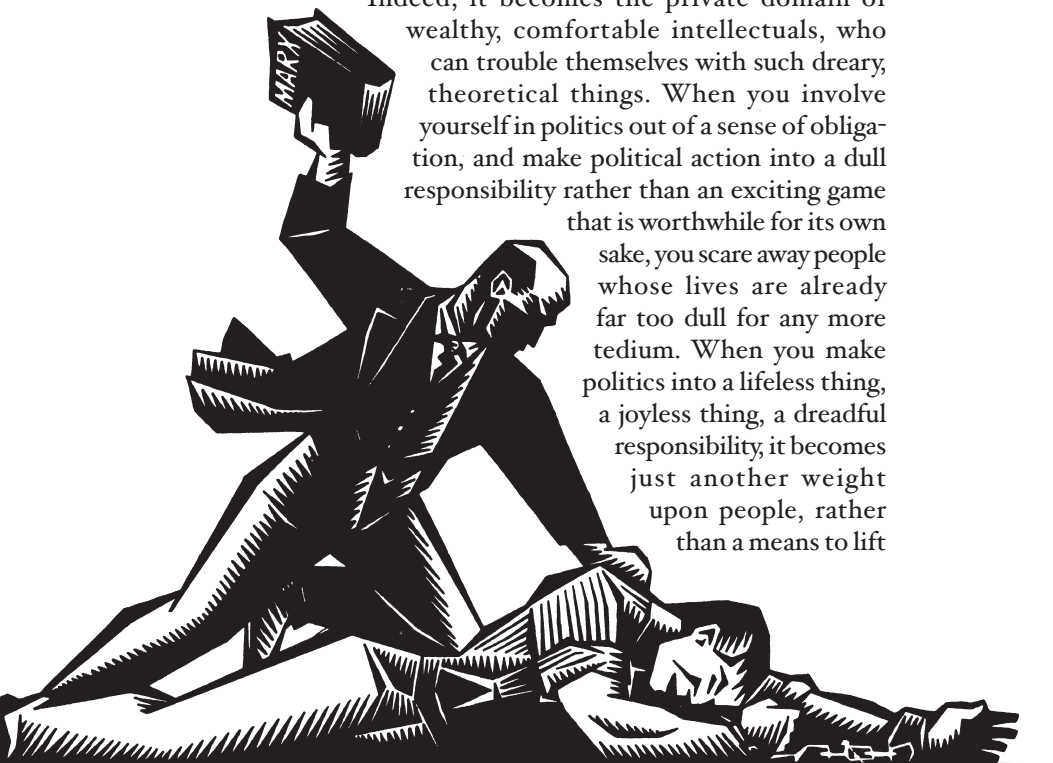 Indeed, it becomes the private domain of
wealthy, comfortable intellectuals, who
can trouble themselves with such dreary,
theoretical things. When you involve
yourself in politics out of a sense of obliga-
tion, and make political action into a dull
responsibility rather than an exciting game
that is worthwhile for its own
sake, you scare away people
whose lives are already
far too dull for any more
tedium. When you make
politics into a lifeless thing,
a joyless thing, a dreadful
responsibility, it becomes
just another weight
upon people, rather
than a means to lift
MARX